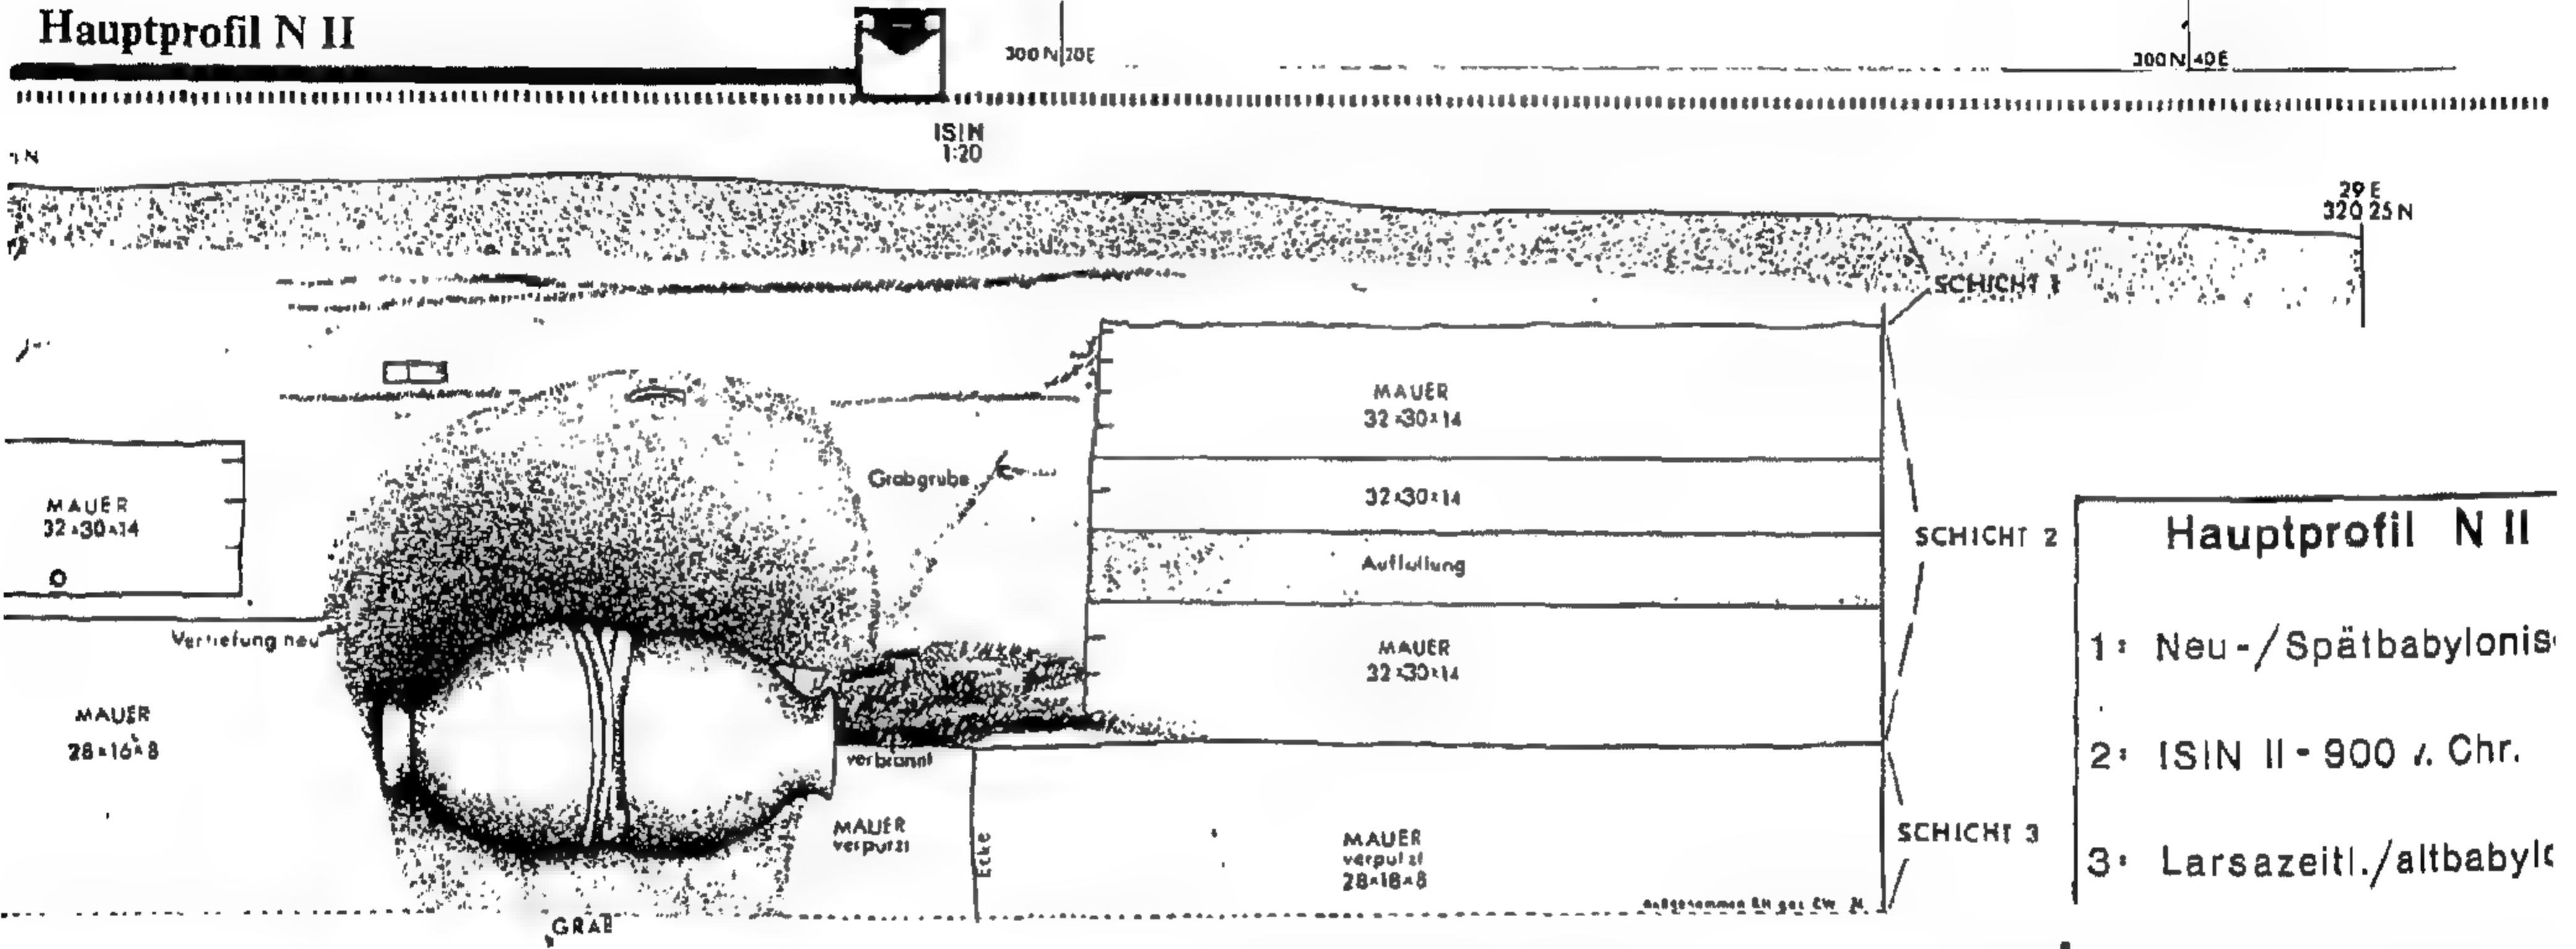 Hauptprofil N II
300 N 20E
300 N 40E
ISIN
1:20
N
29 E
320 25 N
SCHICHT 1
MAUER
32×30×14
Grabgrube
32×30×14
MAUER
32×30×14
SCHICHT 2
Hauptprofil N II
Auffüllung
Vertiefung neu
1: Neu-/Spätbabylonis
MAUER
32×30×14
MAUER
28×16×8
verbrannt
2: ISIN II - 900 v. Chr.
MAUER
verputzt
Ecke
MAUER
verputzt
28×18×8
SCHICHT 3
3: Larsazeitl./altbabylo
GRAB